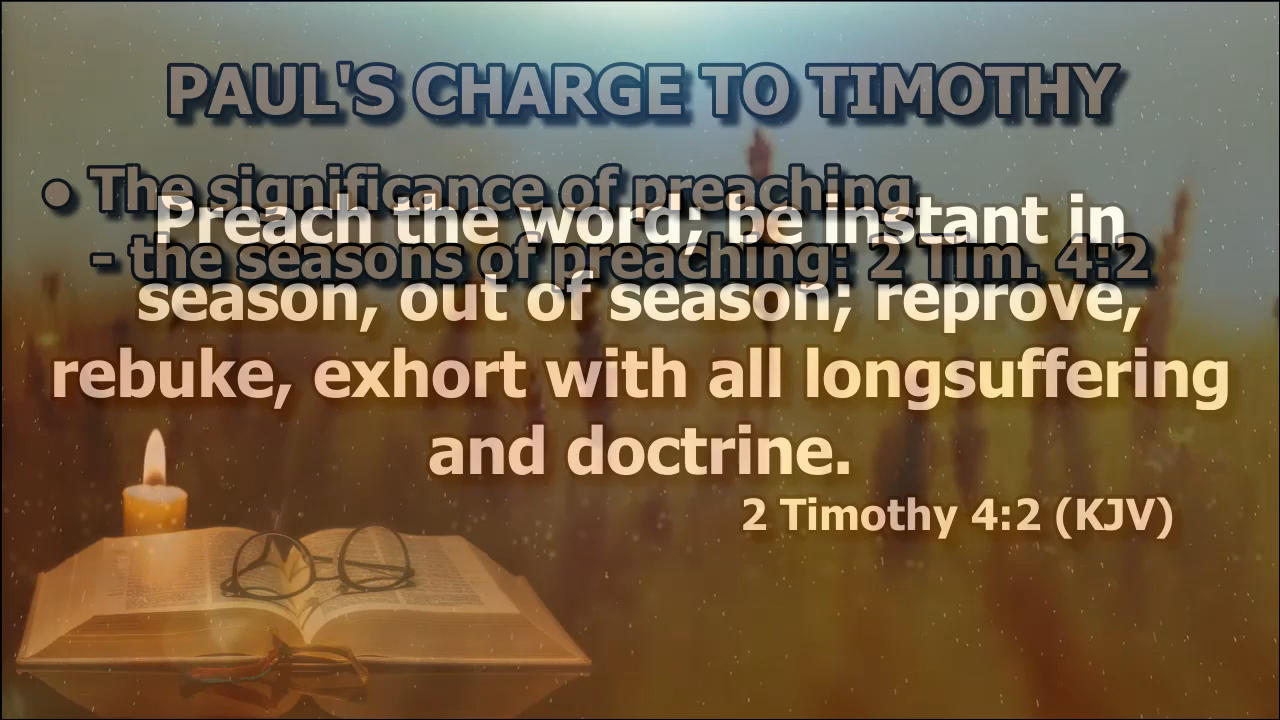 PAUL'S CHARGE TO TIMOTHY
• The significance of preaching
Preach the word; be instant in
- the seasons of preaching: 2 Tim. 4:2
season, out of season; reprove,
rebuke, exhort with all longsuffering
and doctrine.
2 Timothy 4:2 (KJV)